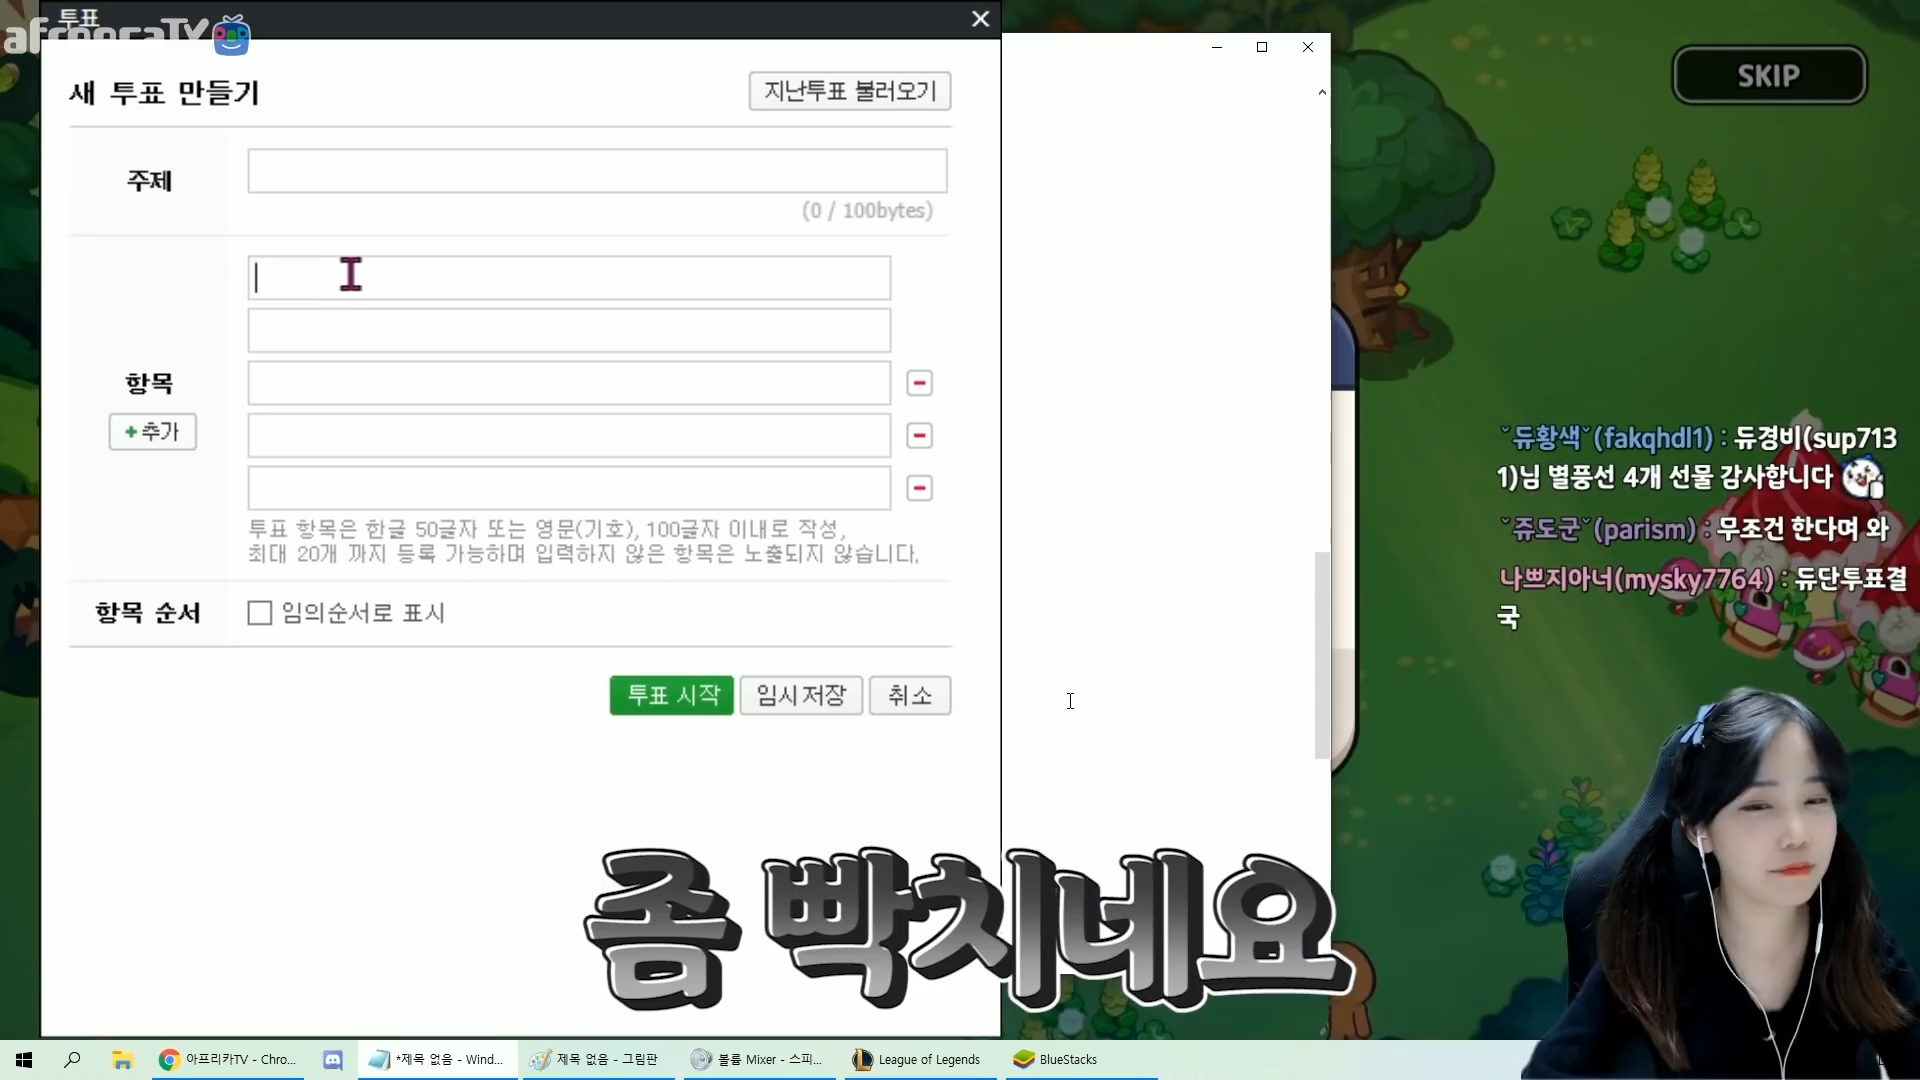 투표
afreecaTV
새 투표 만들기
지난투표 불러오기
주제
(0 / 100bytes)
항목
+추가
투표 항목은 한글 50글자 또는 영문(기호), 100글자 이내로 작성,
최대 20개 까지 등록 가능하며 입력하지 않은 항목은 노출되지 않습니다.
항목 순서
임의순서로 표시
투표 시작
임시저장
취소
SKIP
˘듀황색˘(fakqhdl1) : 듀경비(sup713
1)님 별풍선 4개 선물 감사합니다
˘쥬도군˘(parism) : 무조건 한다며 와
나쁘지아너(mysky7764) : 듀단투표결
국
좀 빡치네요
아프리카TV - Chro...
*제목 없음 - Wind...
제목 없음 - 그림판
볼륨 Mixer - 스피...
League of Legends
BlueStacks